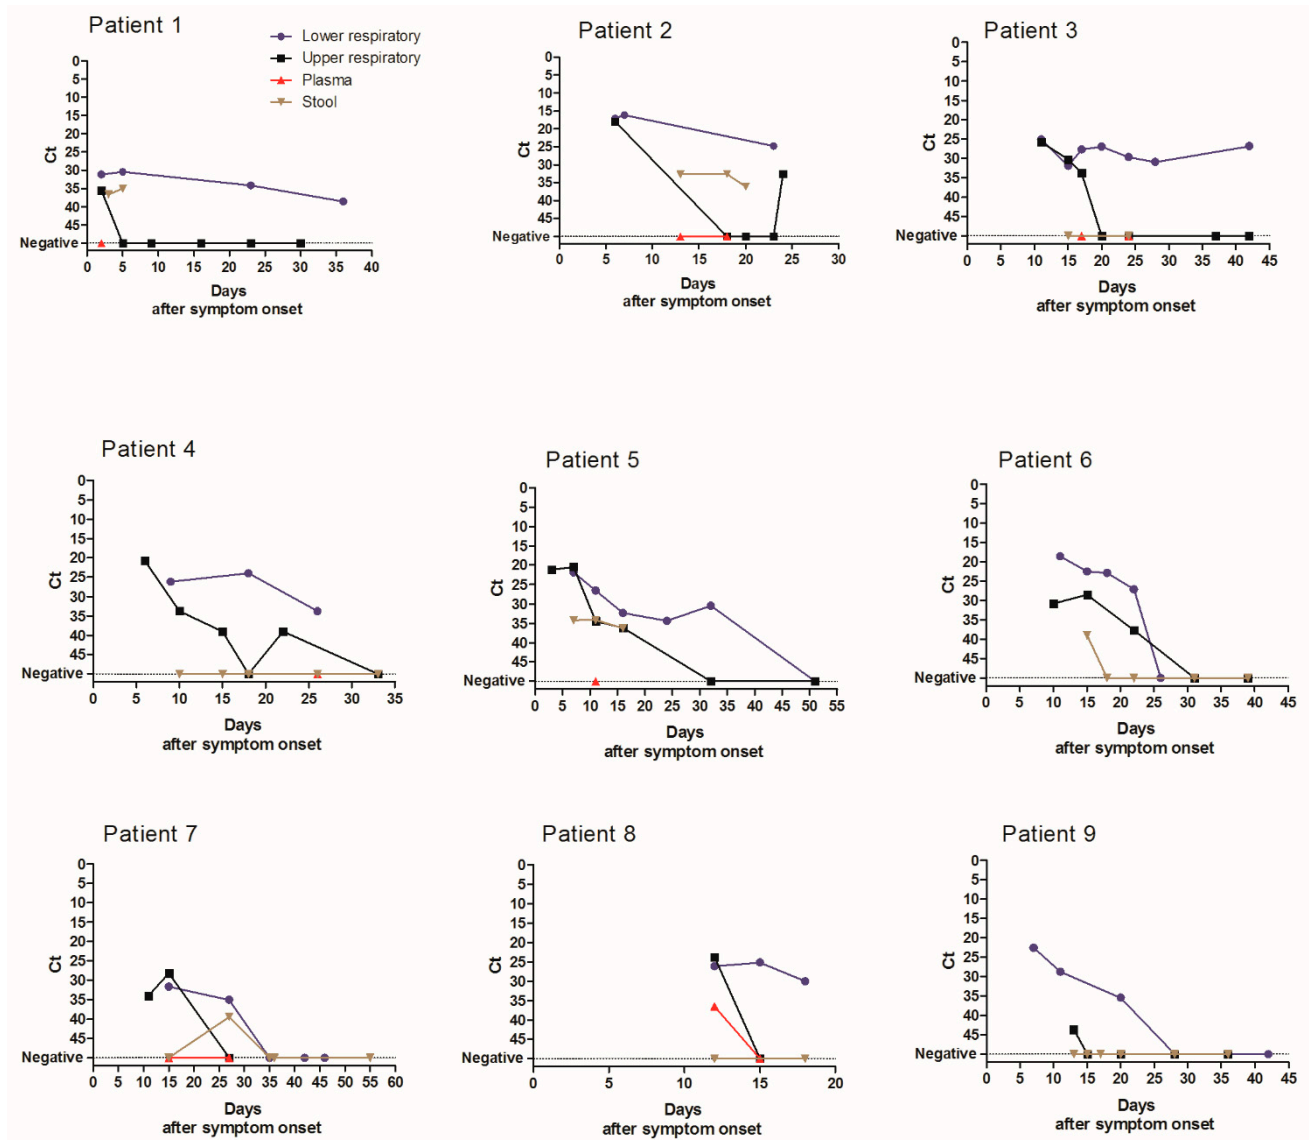 Patient 1
Lower respiratory
Upper respiratory
Plasma
Stool
Ct
0
5
10
15
20
25
30
35
40
45
Negative
0 5 10 15 20 25 30 35 40
Days
after symptom onset
Patient 2
Ct
0
5
10
15
20
25
30
35
40
45
Negative
0 5 10 15 20 25 30
Days
after symptom onset
Patient 3
Ct
0
5
10
15
20
25
30
35
40
45
Negative
0 5 10 15 20 25 30 35 40 45
Days
after symptom onset
Patient 4
Ct
0
5
10
15
20
25
30
35
40
45
Negative
0 5 10 15 20 25 30 35
Days
after symptom onset
Patient 5
Ct
0
5
10
15
20
25
30
35
40
45
Negative
0 5 10 15 20 25 30 35 40 45 50 55
Days
after symptom onset
Patient 6
Ct
0
5
10
15
20
25
30
35
40
45
Negative
0 5 10 15 20 25 30 35 40 45
Days
after symptom onset
Patient 7
Ct
0
5
10
15
20
25
30
35
40
45
Negative
0 5 10 15 20 25 30 35 40 45 50 55 60
Days
after symptom onset
Patient 8
Ct
0
5
10
15
20
25
30
35
40
45
Negative
0 5 10 15 20
Days
after symptom onset
Patient 9
Ct
0
5
10
15
20
25
30
35
40
45
Negative
0 5 10 15 20 25 30 35 40 45
Days
after symptom onset